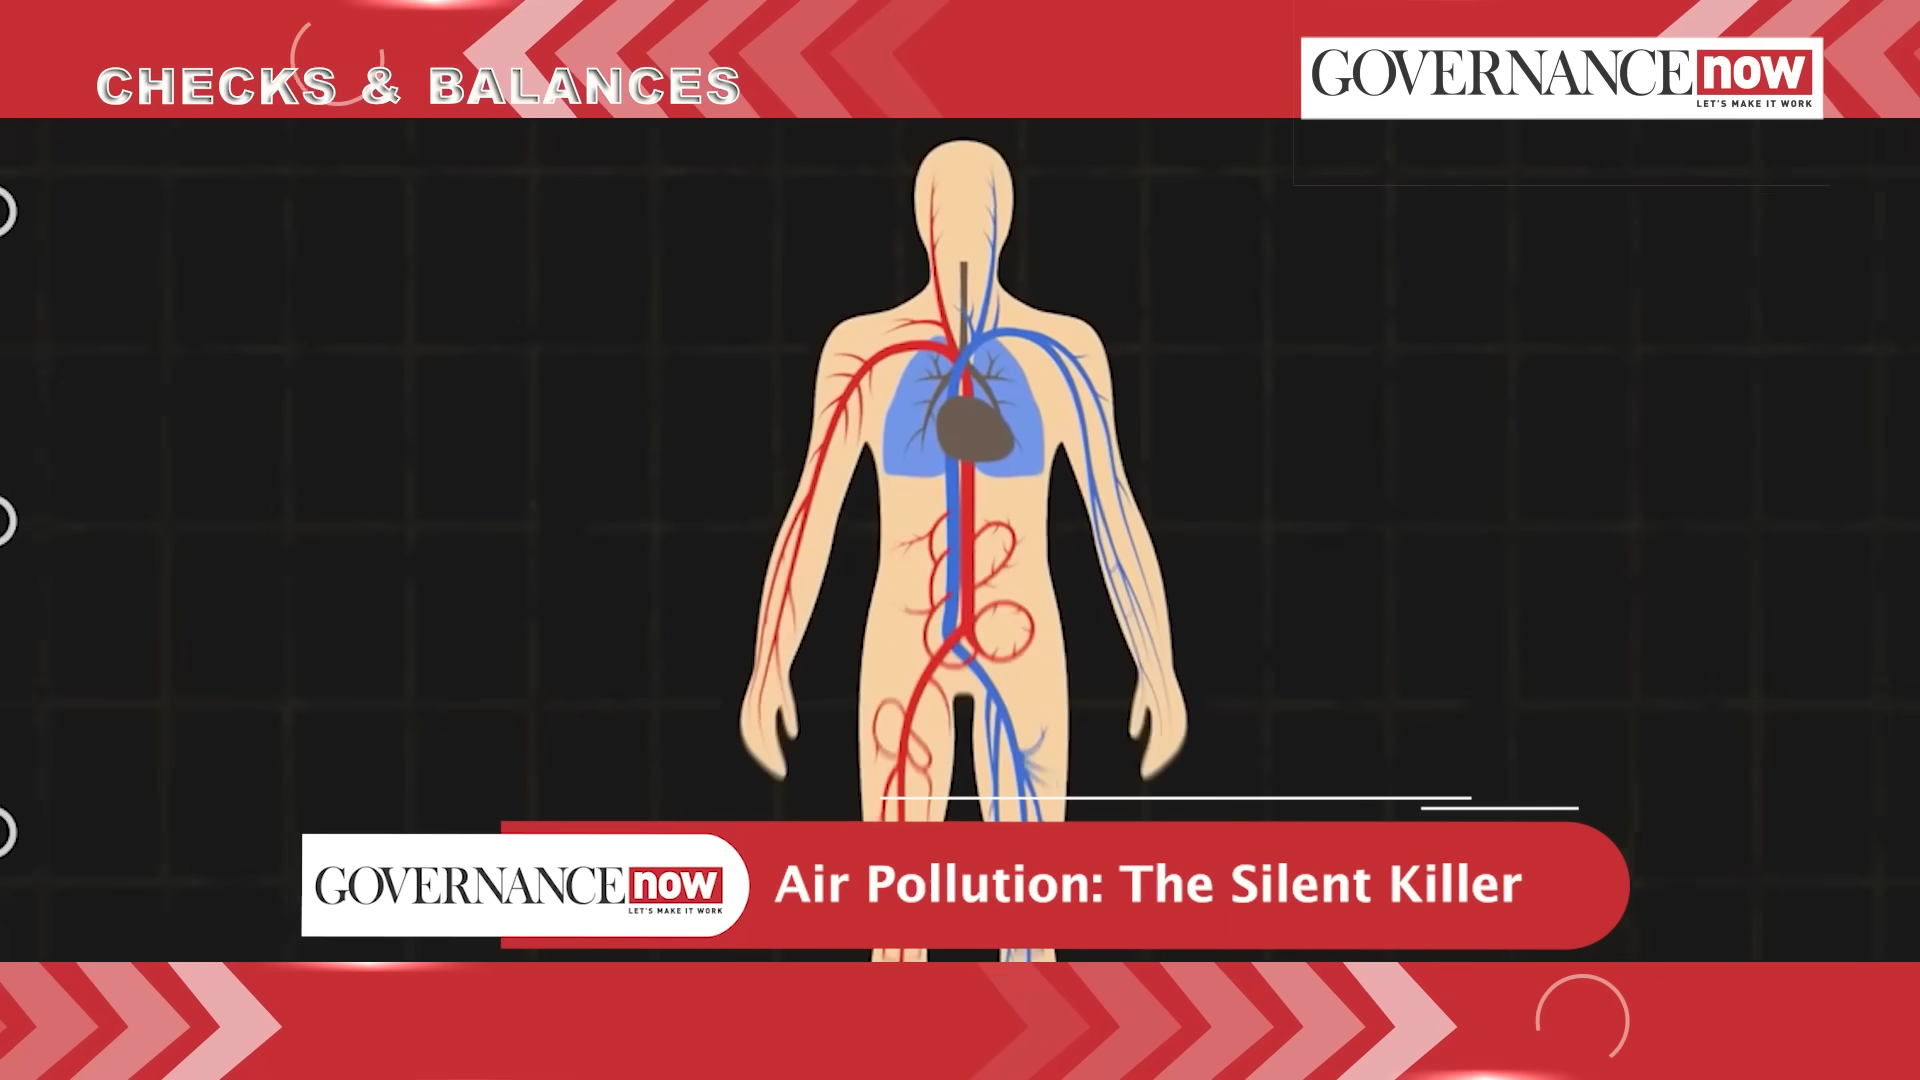 CHECKS & BALANCES
GOVERNANCE now
LET'S MAKE IT WORK
GOVERNANCE now
LET'S MAKE IT WORK
Air Pollution: The Silent Killer